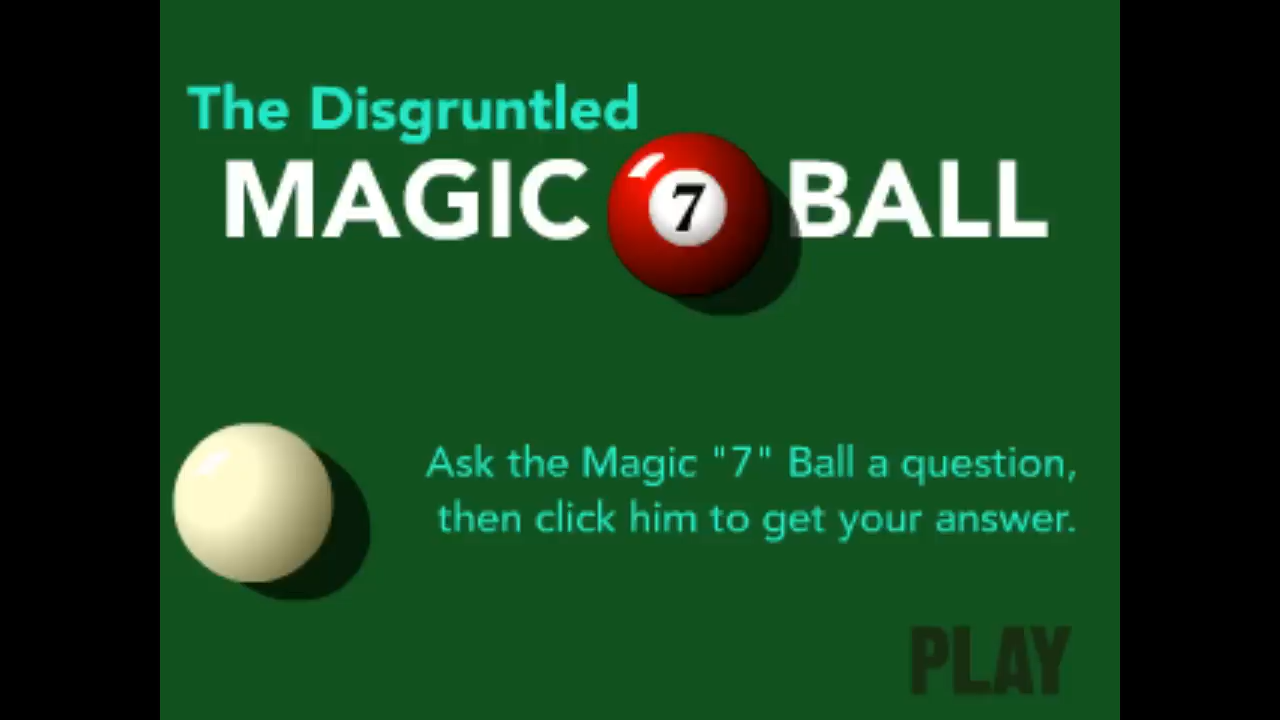 The Disgruntled
MAGIC 7 BALL
Ask the Magic "7" Ball a question,
then click him to get your answer.
PLAY